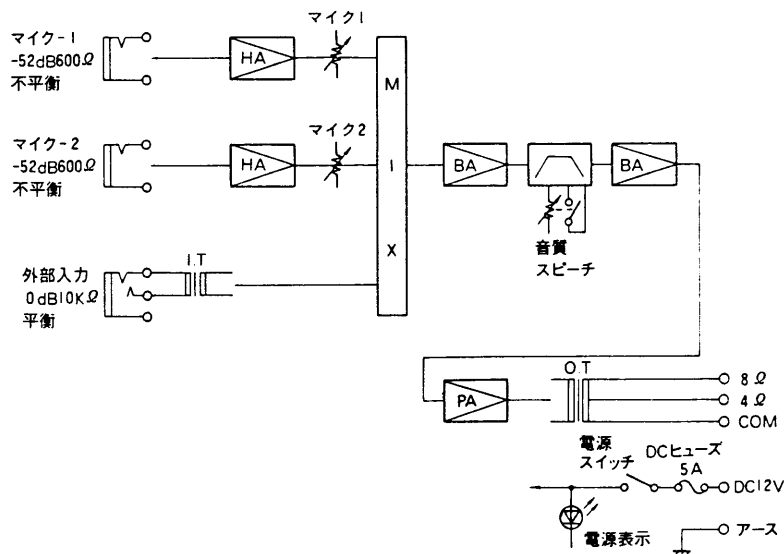 マイク-1
-52dB600Ω
不平衡
HA
マイク1
マイク-2
-52dB600Ω
不平衡
HA
マイク2
M
I
X
BA
BA
音質
スピーチ
外部入力
0dB10KΩ
平衡
I.T
PA
O.T
8Ω
4Ω
COM
電源
スイッチ
DCヒューズ
5A
DC12V
電源表示
アース